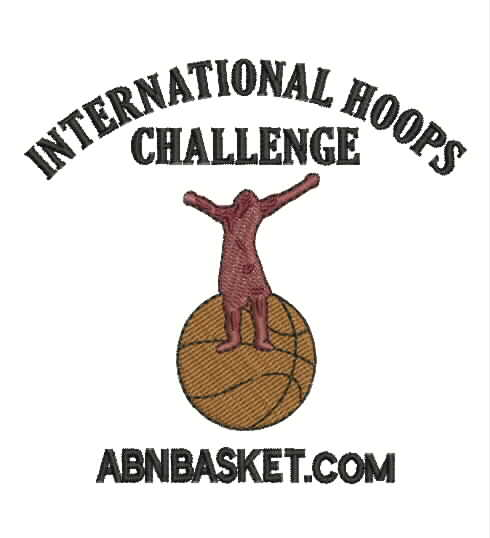 INTERNATIONAL HOOPS
CHALLENGE
ABNBASKET.COM